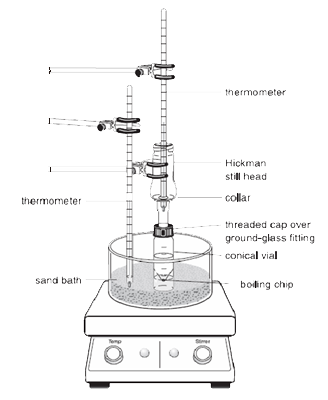 thermometer
Hickman
still head
collar
thermometer
threaded cap over
ground-glass fitting
conical vial
sand bath
boiling chip
Temp
Stirrer